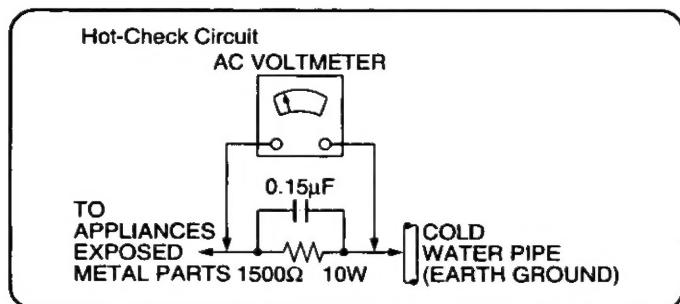 Hot-Check Circuit
AC VOLTMETER
0.15µF
TO
APPLIANCES
EXPOSED
METAL PARTS 1500Ω 10W
COLD
WATER PIPE
(EARTH GROUND)